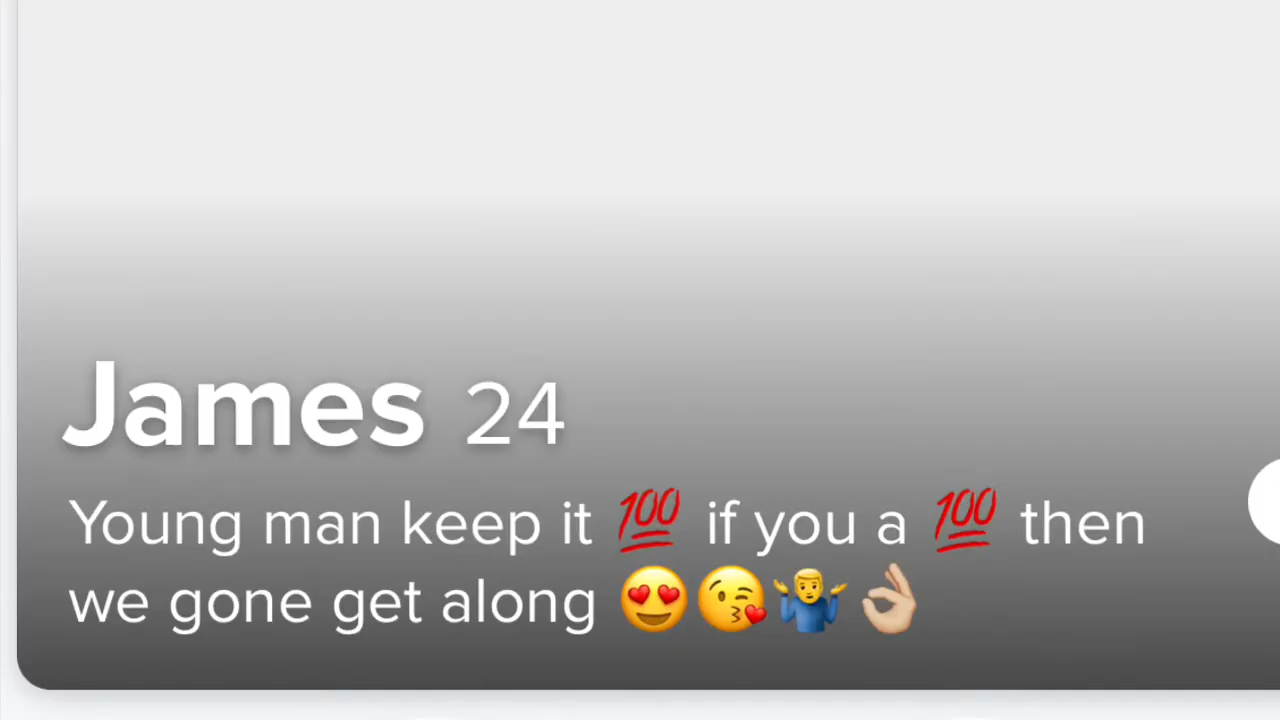 James 24
Young man keep it 💯 if you a 💯 then
we gone get along 😍😘🤷‍♂️👌🏼